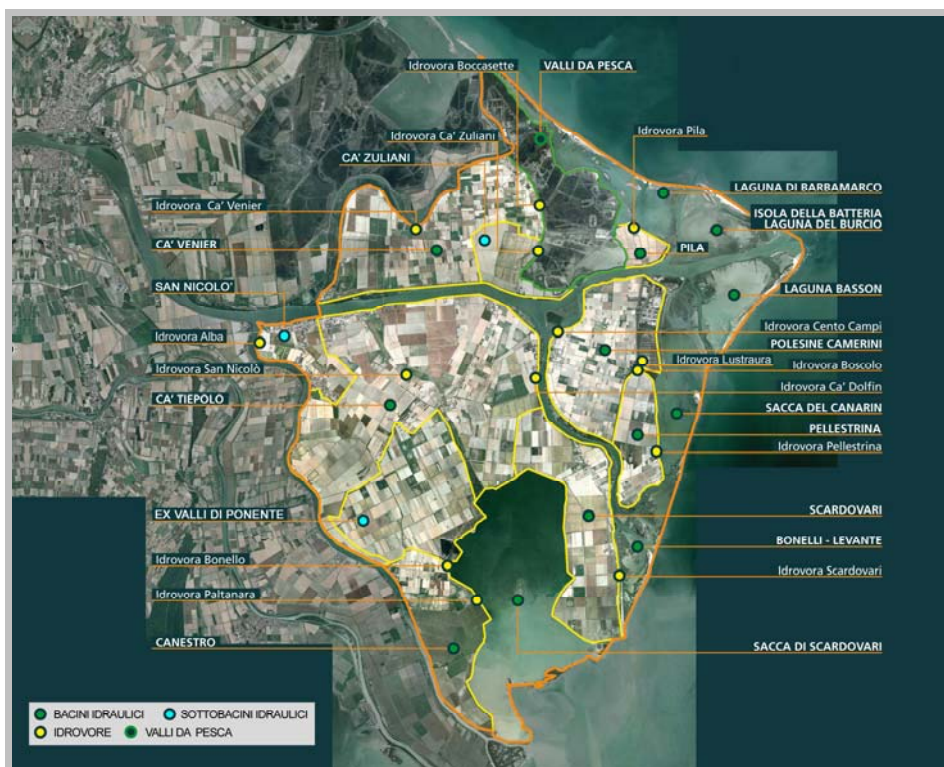 Idrovora Boccasette
VALLI DA PESCA
Idrovora Ca' Zuliani
Idrovora Pila
CA' ZULIANI
LAGUNA DI BARBAMARCO
Idrovora Ca' Venier
ISOLA DELLA BATTERIA
LAGUNA DEL BURCIO
CA' VENIER
PILA
SAN NICOLO'
LAGUNA BASSON
Idrovora Cento Campi
Idrovora Alba
POLESINE CAMERINI
Idrovora Lustraura
Idrovora San Nicolò
Idrovora Boscolo
Idrovora Ca' Dolfin
CA' TIEPOLO
SACCA DEL CANARIN
PELLESTRINA
Idrovora Pellestrina
EX VALLI DI PONENTE
SCARDOVARI
BONELLI - LEVANTE
Idrovora Bonello
Idrovora Scardovari
Idrovora Paltanara
CANESTRO
SACCA DI SCARDOVARI
BACINI IDRAULICI
SOTTOBACINI IDRAULICI
IDROVORE
VALLI DA PESCA